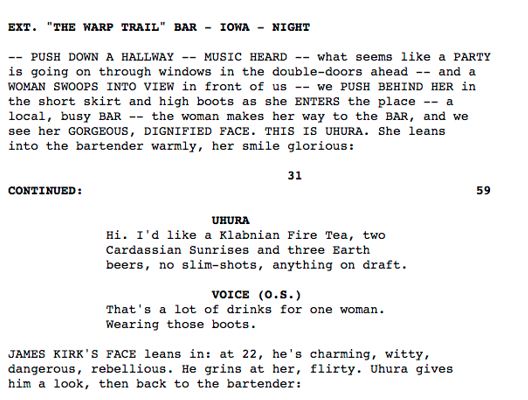 EXT. "THE WARP TRAIL" BAR - IOWA - NIGHT
-- PUSH DOWN A HALLWAY -- MUSIC HEARD -- what seems like a PARTY
is going on through windows in the double-doors ahead -- and a
WOMAN SWOOPS INTO VIEW in front of us -- we PUSH BEHIND HER in
the short skirt and high boots as she ENTERS the place -- a
local, busy BAR -- the woman makes her way to the BAR, and we
see her GORGEOUS, DIGNIFIED FACE. THIS IS UHURA. She leans
into the bartender warmly, her smile glorious:
31
CONTINUED: 59
UHURA
Hi. I'd like a Klabnian Fire Tea, two
Cardassian Sunrises and three Earth
beers, no slim-shots, anything on draft.
VOICE (O.S.)
That's a lot of drinks for one woman.
Wearing those boots.
JAMES KIRK'S FACE leans in: at 22, he's charming, witty,
dangerous, rebellious. He grins at her, flirty. Uhura gives
him a look, then back to the bartender: